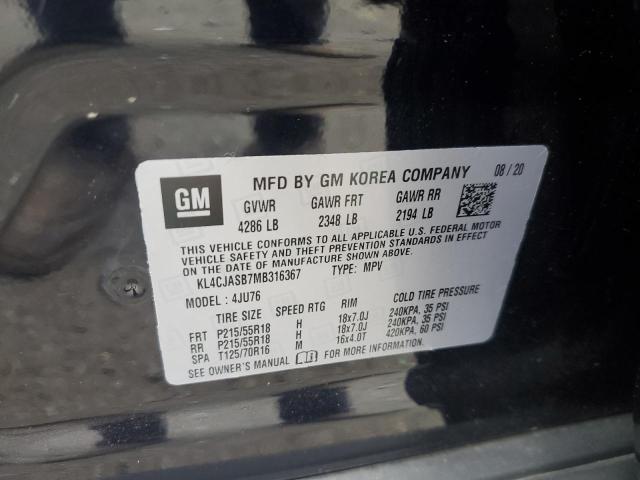 GM MFD BY GM KOREA COMPANY 08/20
GVWR GAWR FRT GAWR RR
4286 LB 2348 LB 2194 LB
THIS VEHICLE CONFORMS TO ALL APPLICABLE U.S. FEDERAL MOTOR
VEHICLE SAFETY AND THEFT PREVENTION STANDARDS IN EFFECT ON THE
DATE OF MANUFACTURE SHOWN ABOVE.
KL4CJASB7MB316367 TYPE: MPV
MODEL: 4JU76
TIRE SIZE SPEED RTG RIM COLD TIRE PRESSURE
FRT P215/55R18 H 18x7.0J 240KPA, 35 PSI
RR P215/55R18 H 18x7.0J 240KPA, 35 PSI
SPA T125/70R16 M 16x4.0T 420KPA, 60 PSI
SEE OWNER'S MANUAL FOR MORE INFORMATION.